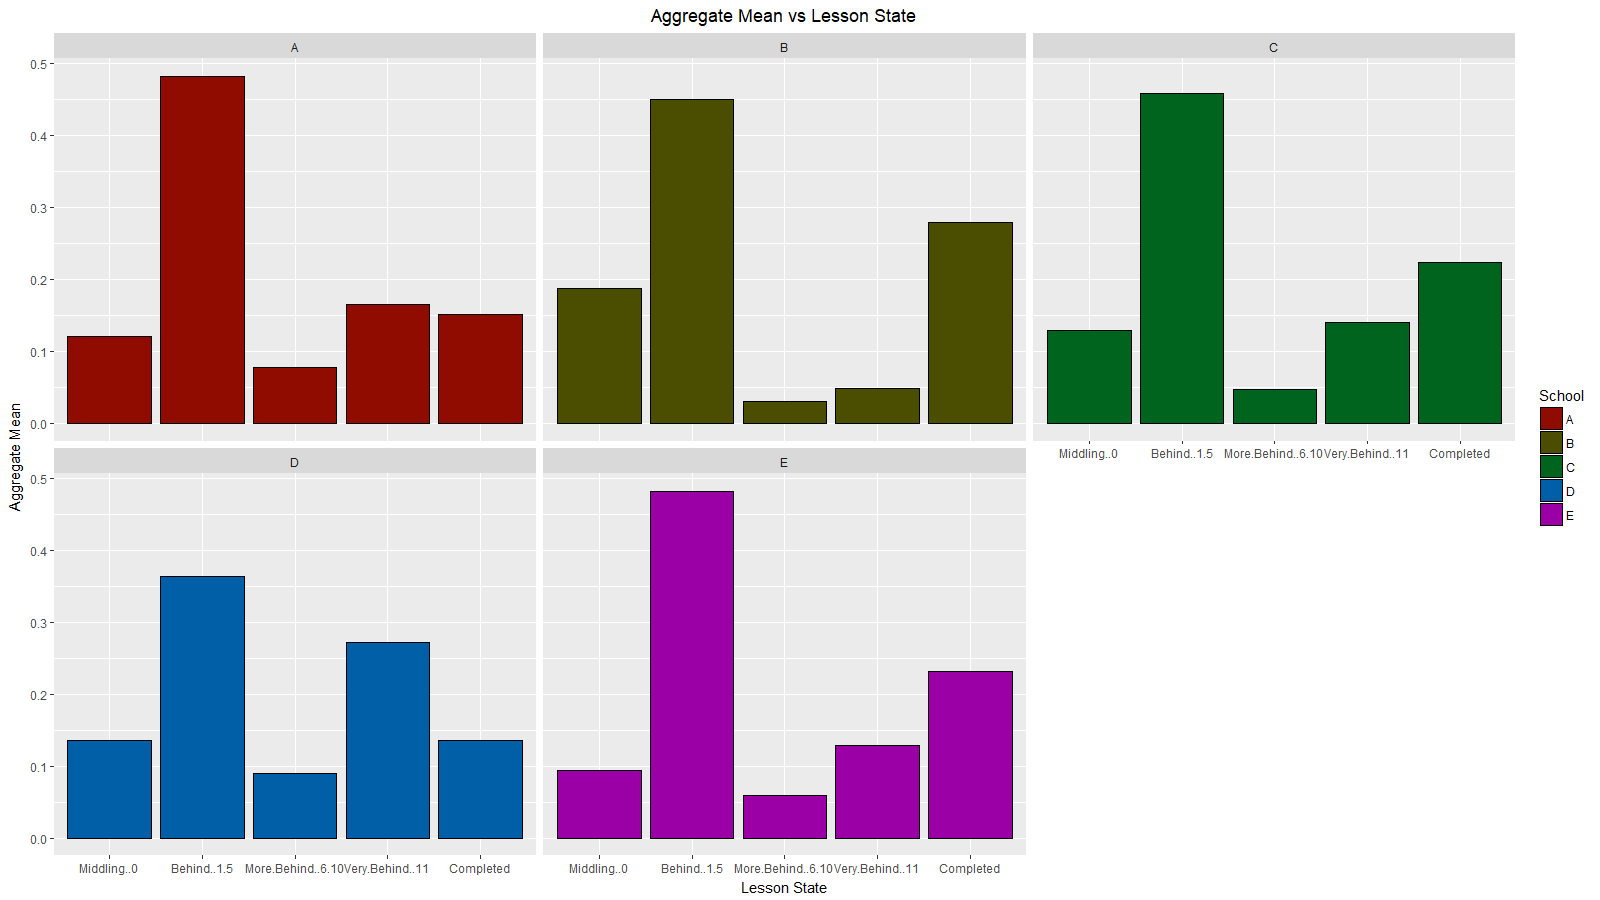 Aggregate Mean vs Lesson State
A
B
C
0.5
0.4
0.3
0.2
0.1
0.0
Middling..0 Behind..1.5 More.Behind..6.10 Very.Behind..11 Completed
D
E
0.5
0.4
0.3
0.2
0.1
0.0
Middling..0 Behind..1.5 More.Behind..6.10 Very.Behind..11 Completed
Middling..0 Behind..1.5 More.Behind..6.10 Very.Behind..11 Completed
Lesson State
Aggregate Mean
School
A
B
C
D
E